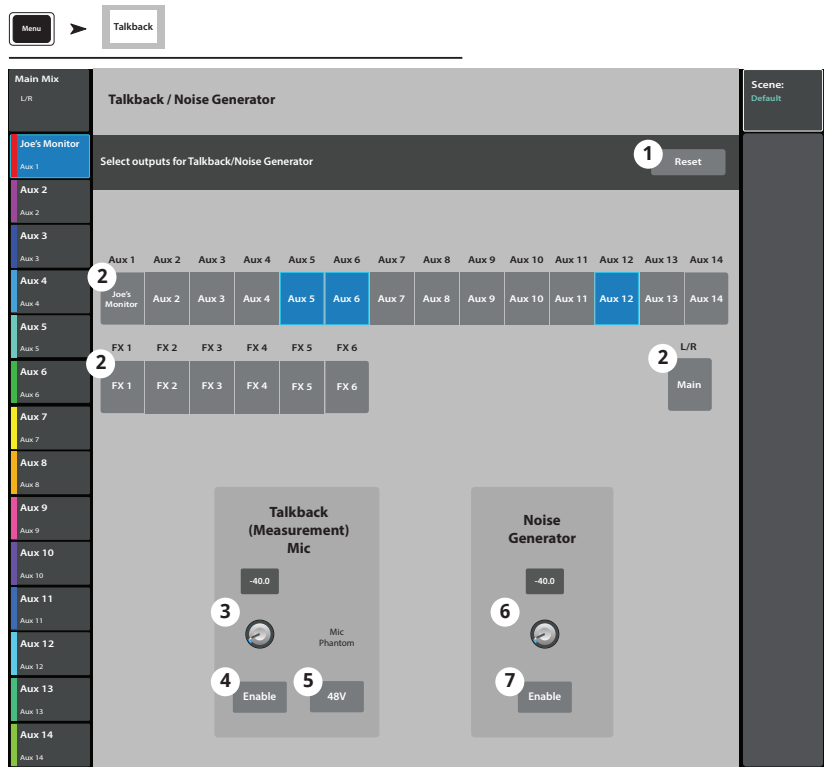 Menu
Talkback
Main Mix
L/R
Talkback / Noise Generator
Scene:
Default
Joe's Monitor
Aux 1
Aux 2
Aux 2
Aux 3
Aux 3
Aux 4
Aux 4
Aux 5
Aux 5
Aux 6
Aux 6
Aux 7
Aux 7
Aux 8
Aux 8
Aux 9
Aux 9
Aux 10
Aux 10
Aux 11
Aux 11
Aux 12
Aux 12
Aux 13
Aux 13
Aux 14
Aux 14
Select outputs for Talkback/Noise Generator
1
Reset
Aux 1 Aux 2 Aux 3 Aux 4 Aux 5 Aux 6 Aux 7 Aux 8 Aux 9 Aux 10 Aux 11 Aux 12 Aux 13 Aux 14
2
Joe's
Monitor
Aux 2 Aux 3 Aux 4 Aux 5 Aux 6 Aux 7 Aux 8 Aux 9 Aux 10 Aux 11 Aux 12 Aux 13 Aux 14
FX 1 FX 2 FX 3 FX 4 FX 5 FX 6
2
FX 1 FX 2 FX 3 FX 4 FX 5 FX 6
L/R
2
Main
Talkback
(Measurement)
Mic
-40.0
3
Mic
Phantom
4
Enable
5
48V
Noise
Generator
-40.0
6
7
Enable